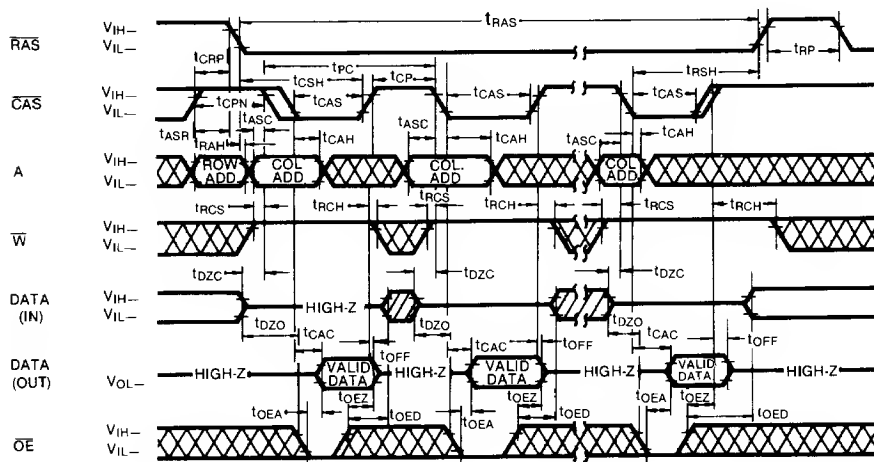 RAS VIH— VIL— tCRP tRAS tRP
tPC tCSH tCP tRSH
CAS VIH— VIL— tCPN tCAS tCAS tCAS
tASC tASR tRAH tCAH tASC tCAH tASC tCAH
A VIH— VIL— ROW ADD. COL ADD COL. ADD. COL ADD
tRCS tRCH tRCS tRCH tRCS tRCH
W VIH— VIL—
tDZC tDZC tDZC
DATA (IN) VIH— VIL— HIGH-Z
tDZO tCAC tOFF tDZO tCAC tOFF tDZO tCAC tOFF
DATA (OUT) VOL— HIGH-Z VALID DATA HIGH-Z VALID DATA HIGH-Z VALID DATA HIGH-Z
tOEA tOEZ tOED tOEA tOEZ tOED tOEA tOEZ tOED
OE VIH— VIL—